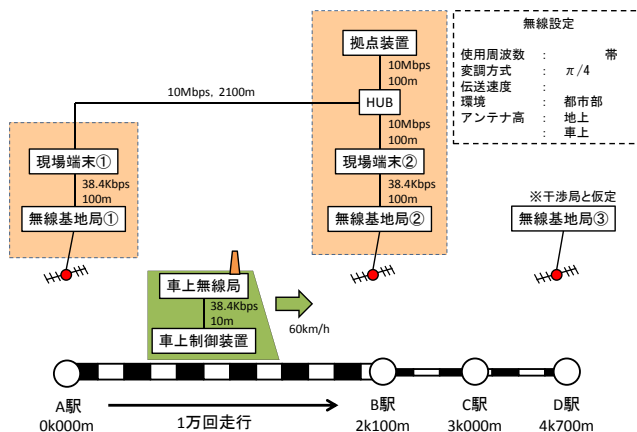 拠点装置
10Mbps
100m
HUB
10Mbps, 2100m
10Mbps
100m
現場端末①
38.4Kbps
100m
無線基地局①
現場端末②
38.4Kbps
100m
無線基地局②
無線設定
使用周波数 : 帯
変調方式 : π/4
伝送速度 :
環境 : 都市部
アンテナ高 : 地上
: 車上
※干渉局と仮定
無線基地局③
車上無線局
38.4Kbps
10m
車上制御装置
60km/h
A駅
0k000m
1万回走行
B駅
2k100m
C駅
3k000m
D駅
4k700m